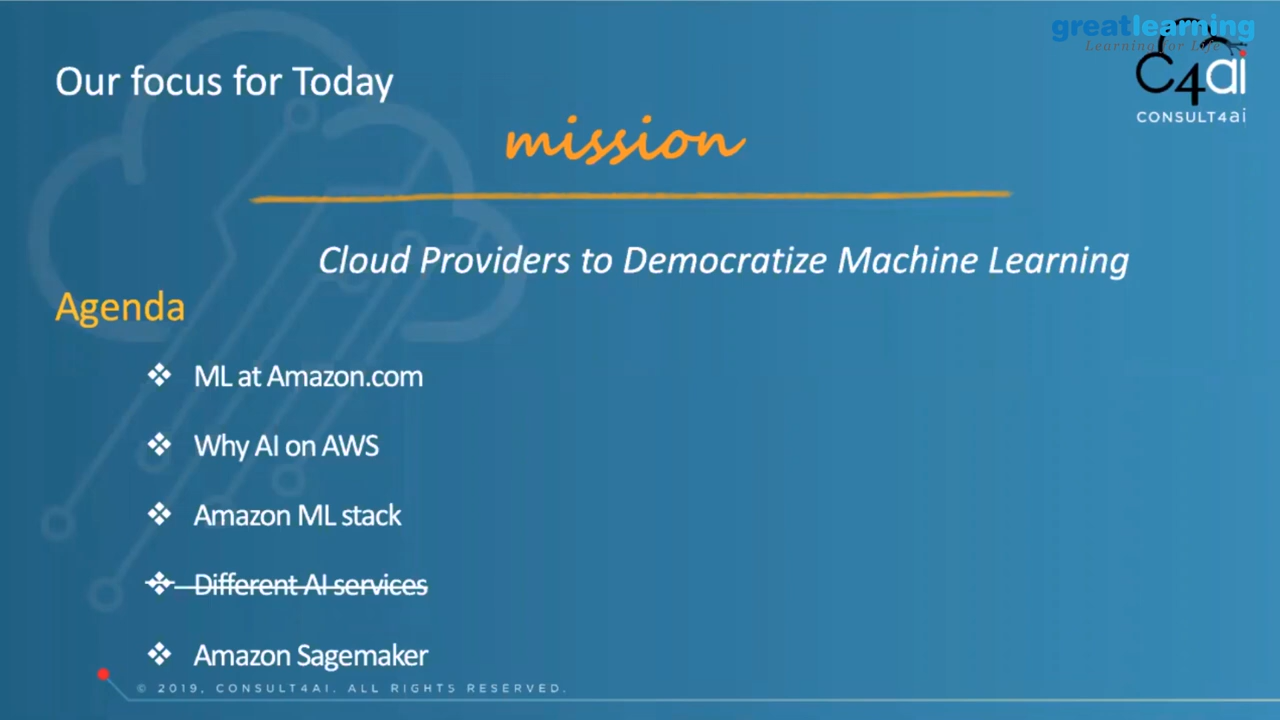 greatlearning
Learning for Life
C4ai
CONSULT4ai
Our focus for Today
mission
Cloud Providers to Democratize Machine Learning
Agenda
❖ ML at Amazon.com
❖ Why AI on AWS
❖ Amazon ML stack
❖ Different AI services
❖ Amazon Sagemaker
© 2019, CONSULT4AI. ALL RIGHTS RESERVED.